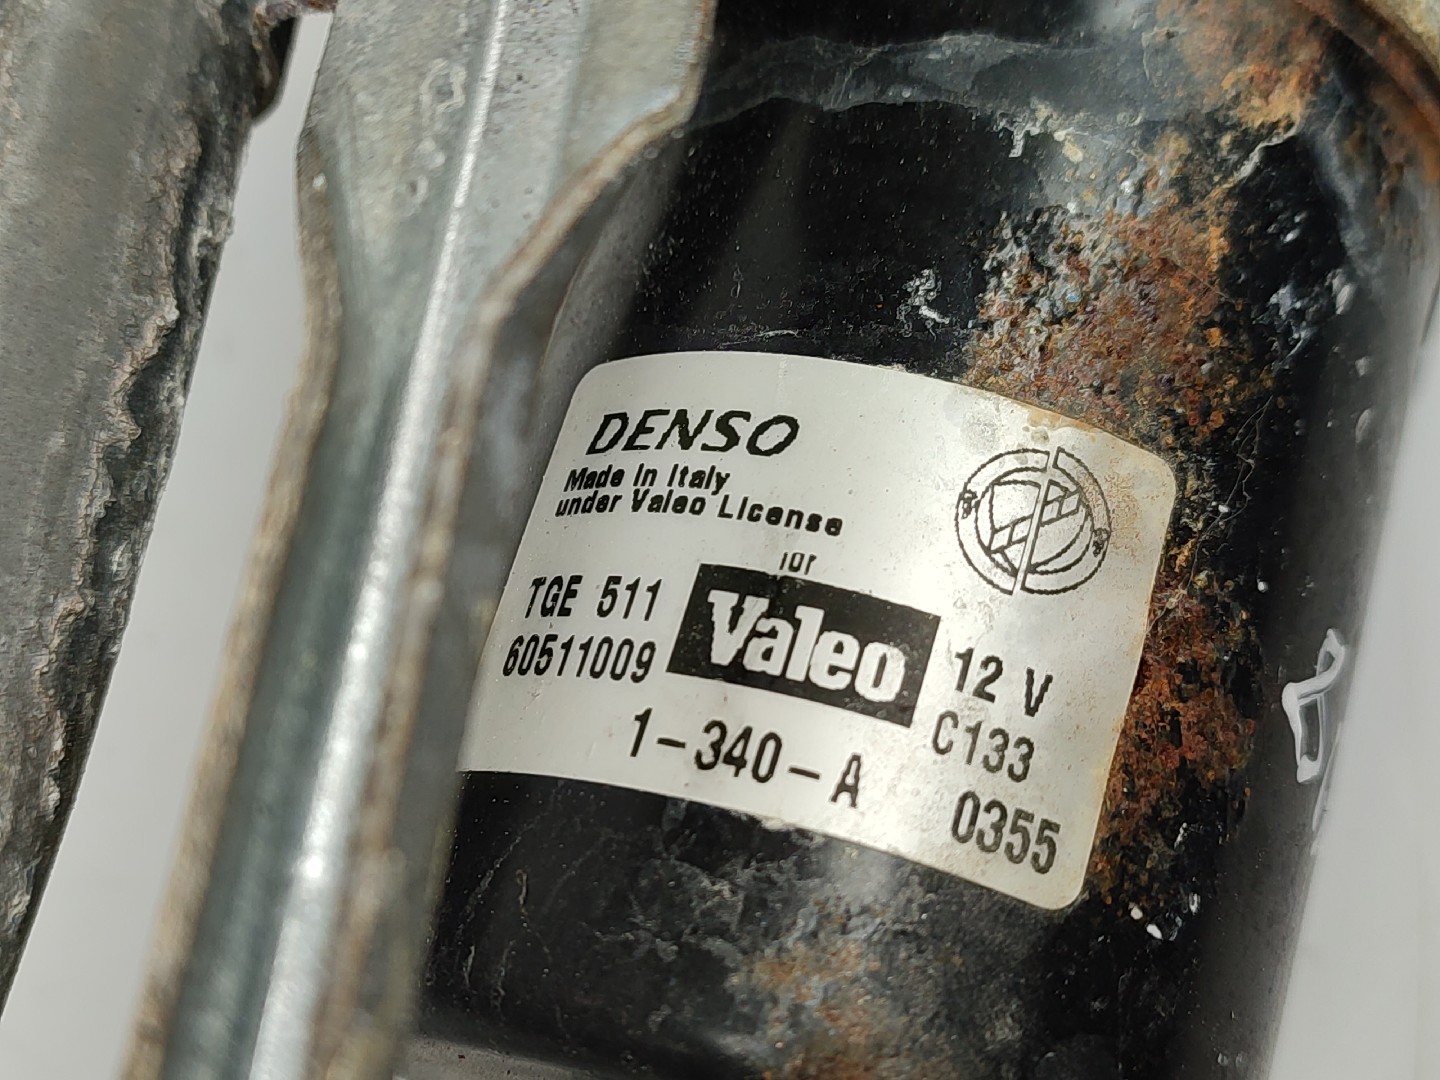 DENSO
Made in Italy
under Valeo License
for
TGE 511
Valeo
12 V
60511009
C133
1-340-A
0355